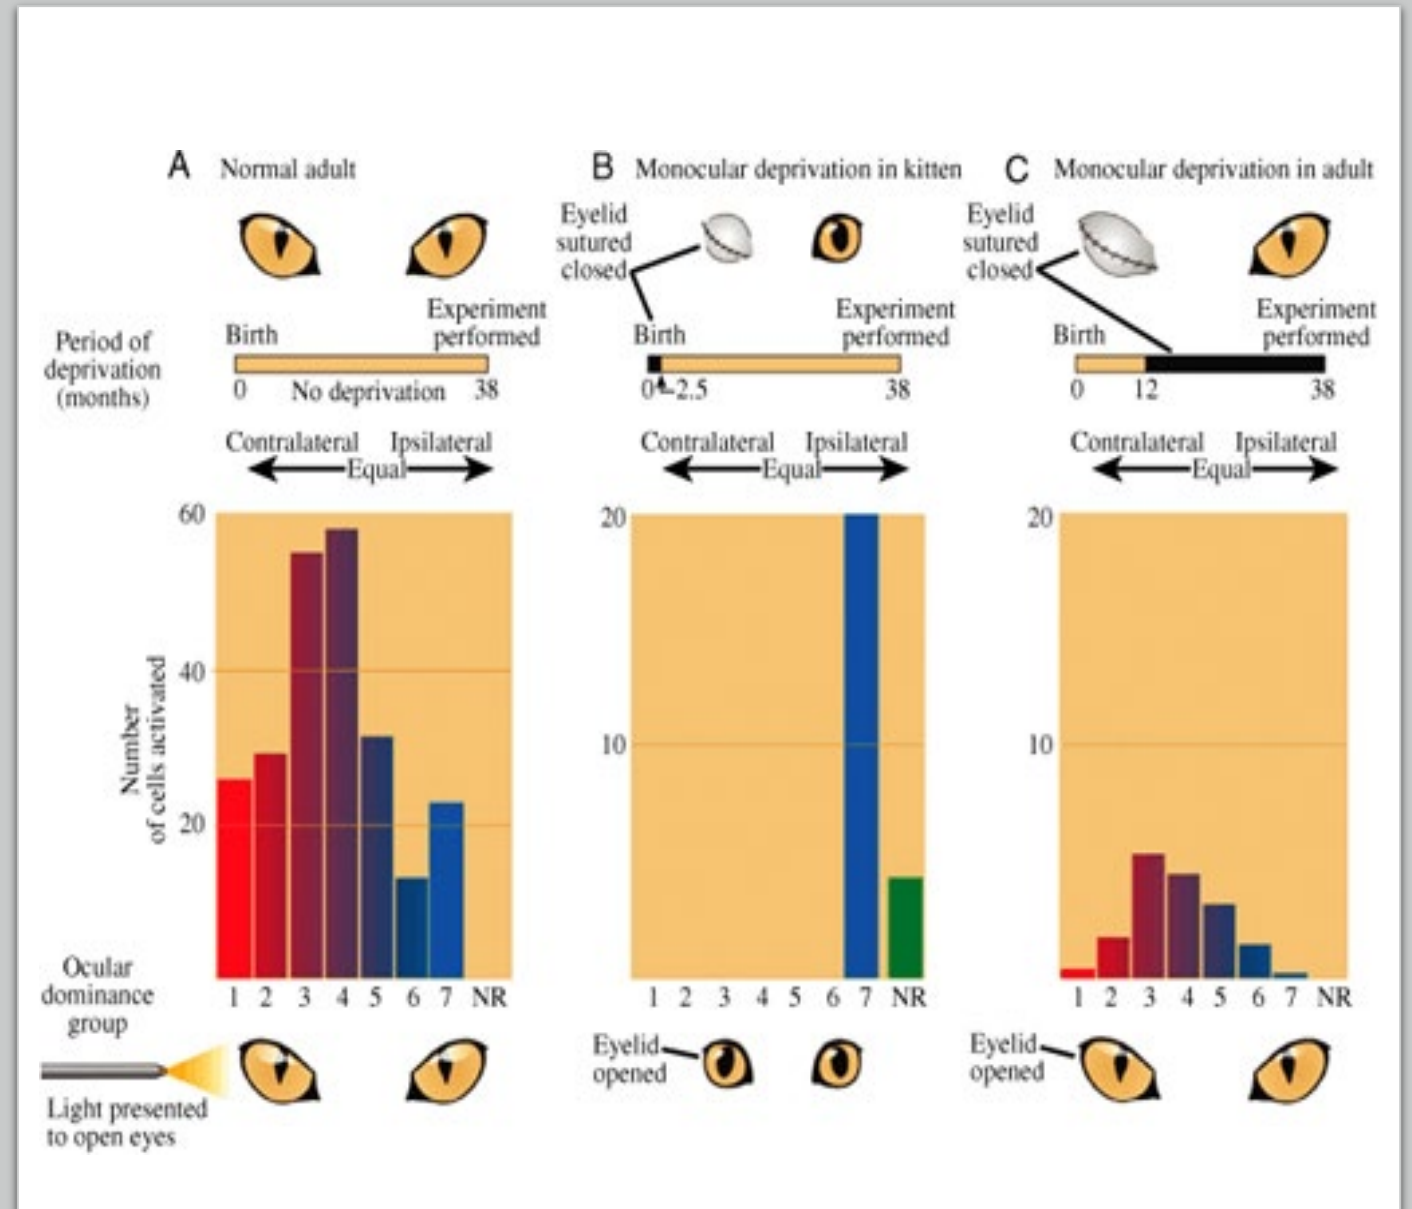 A Normal adult
B Monocular deprivation in kitten
C Monocular deprivation in adult
Eyelid
sutured
closed
Eyelid
sutured
closed
Period of
deprivation
(months)
Birth
Experiment
performed
0
No deprivation
38
Birth
Experiment
performed
0
2.5
38
Birth
Experiment
performed
0
12
38
Contralateral Ipsilateral
Equal
Contralateral Ipsilateral
Equal
Contralateral Ipsilateral
Equal
Number
of cells activated
60
40
20
20
10
20
10
Ocular
dominance
group
1 2 3 4 5 6 7 NR
1 2 3 4 5 6 7 NR
1 2 3 4 5 6 7 NR
Light presented
to open eyes
Eyelid
opened
Eyelid
opened